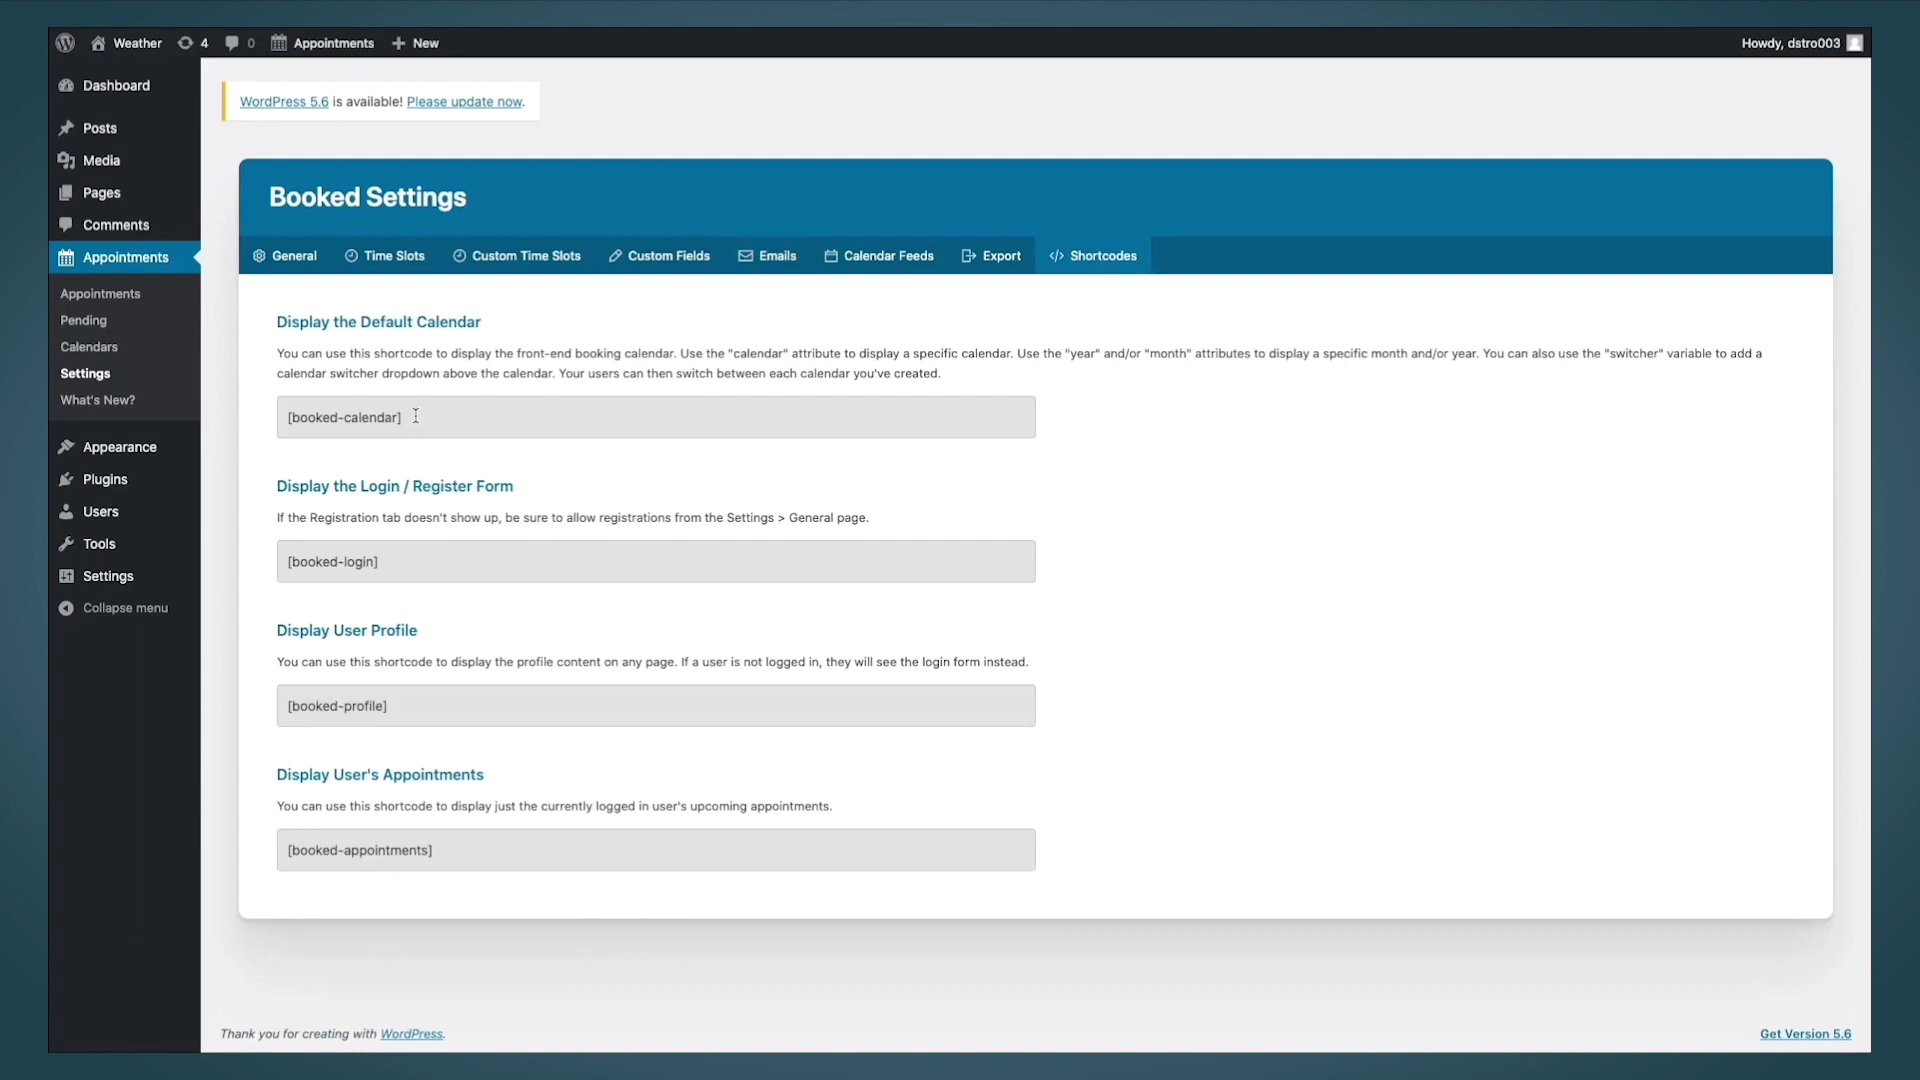 Weather 4 0 Appointments New Howdy, dstro003
Dashboard
Posts
Media
Pages
Comments
Appointments
Appointments
Pending
Calendars
Settings
What's New?
Appearance
Plugins
Users
Tools
Settings
Collapse menu
WordPress 5.6 is available! Please update now.
Booked Settings
General Time Slots Custom Time Slots Custom Fields Emails Calendar Feeds Export </> Shortcodes
Display the Default Calendar
You can use this shortcode to display the front-end booking calendar. Use the "calendar" attribute to display a specific calendar. Use the "year" and/or "month" attributes to display a specific month and/or year. You can also use the "switcher" variable to add a
calendar switcher dropdown above the calendar. Your users can then switch between each calendar you've created.
[booked-calendar]
Display the Login / Register Form
If the Registration tab doesn't show up, be sure to allow registrations from the Settings > General page.
[booked-login]
Display User Profile
You can use this shortcode to display the profile content on any page. If a user is not logged in, they will see the login form instead.
[booked-profile]
Display User's Appointments
You can use this shortcode to display just the currently logged in user's upcoming appointments.
[booked-appointments]
Thank you for creating with WordPress.
Get Version 5.6